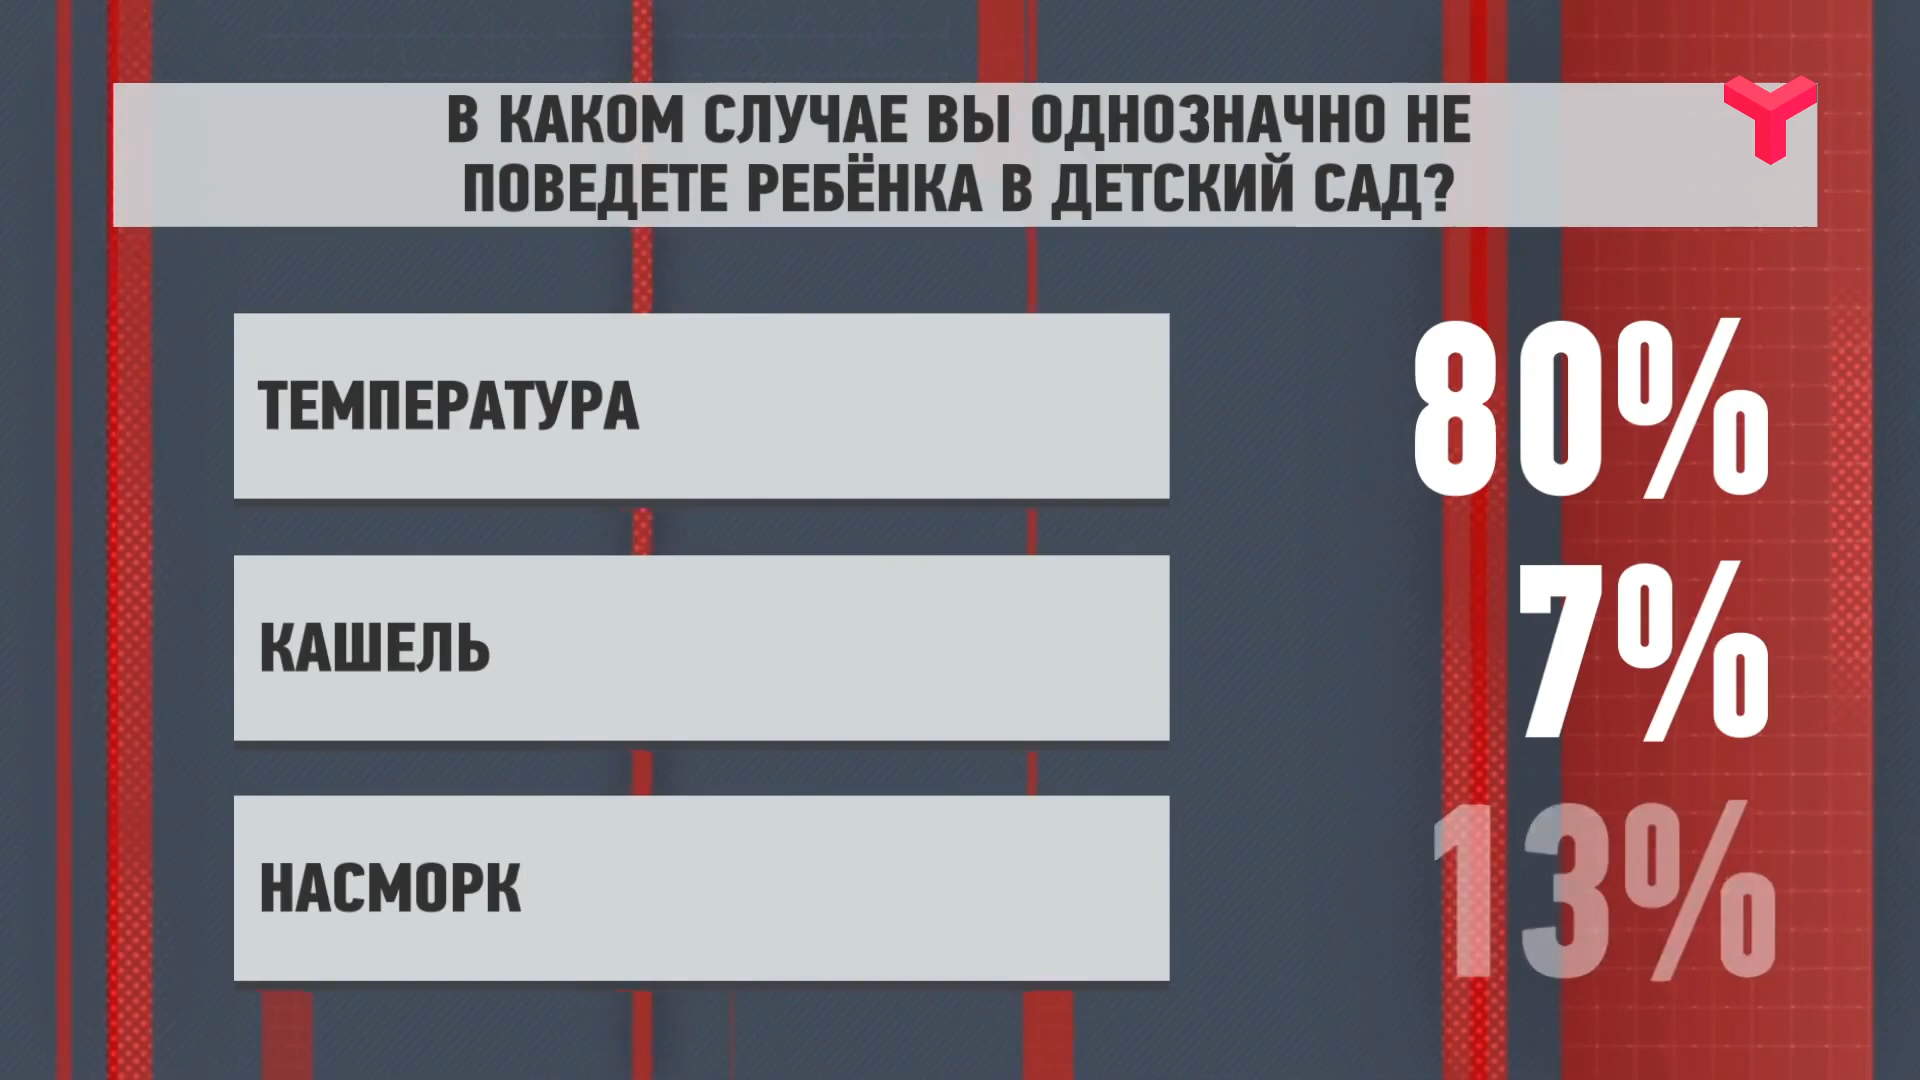 В КАКОМ СЛУЧАЕ ВЫ ОДНОЗНАЧНО НЕ
ПОВЕДЕТЕ РЕБЁНКА В ДЕТСКИЙ САД?
ТЕМПЕРАТУРА 80%
КАШЕЛЬ 7%
НАСМОРК 13%